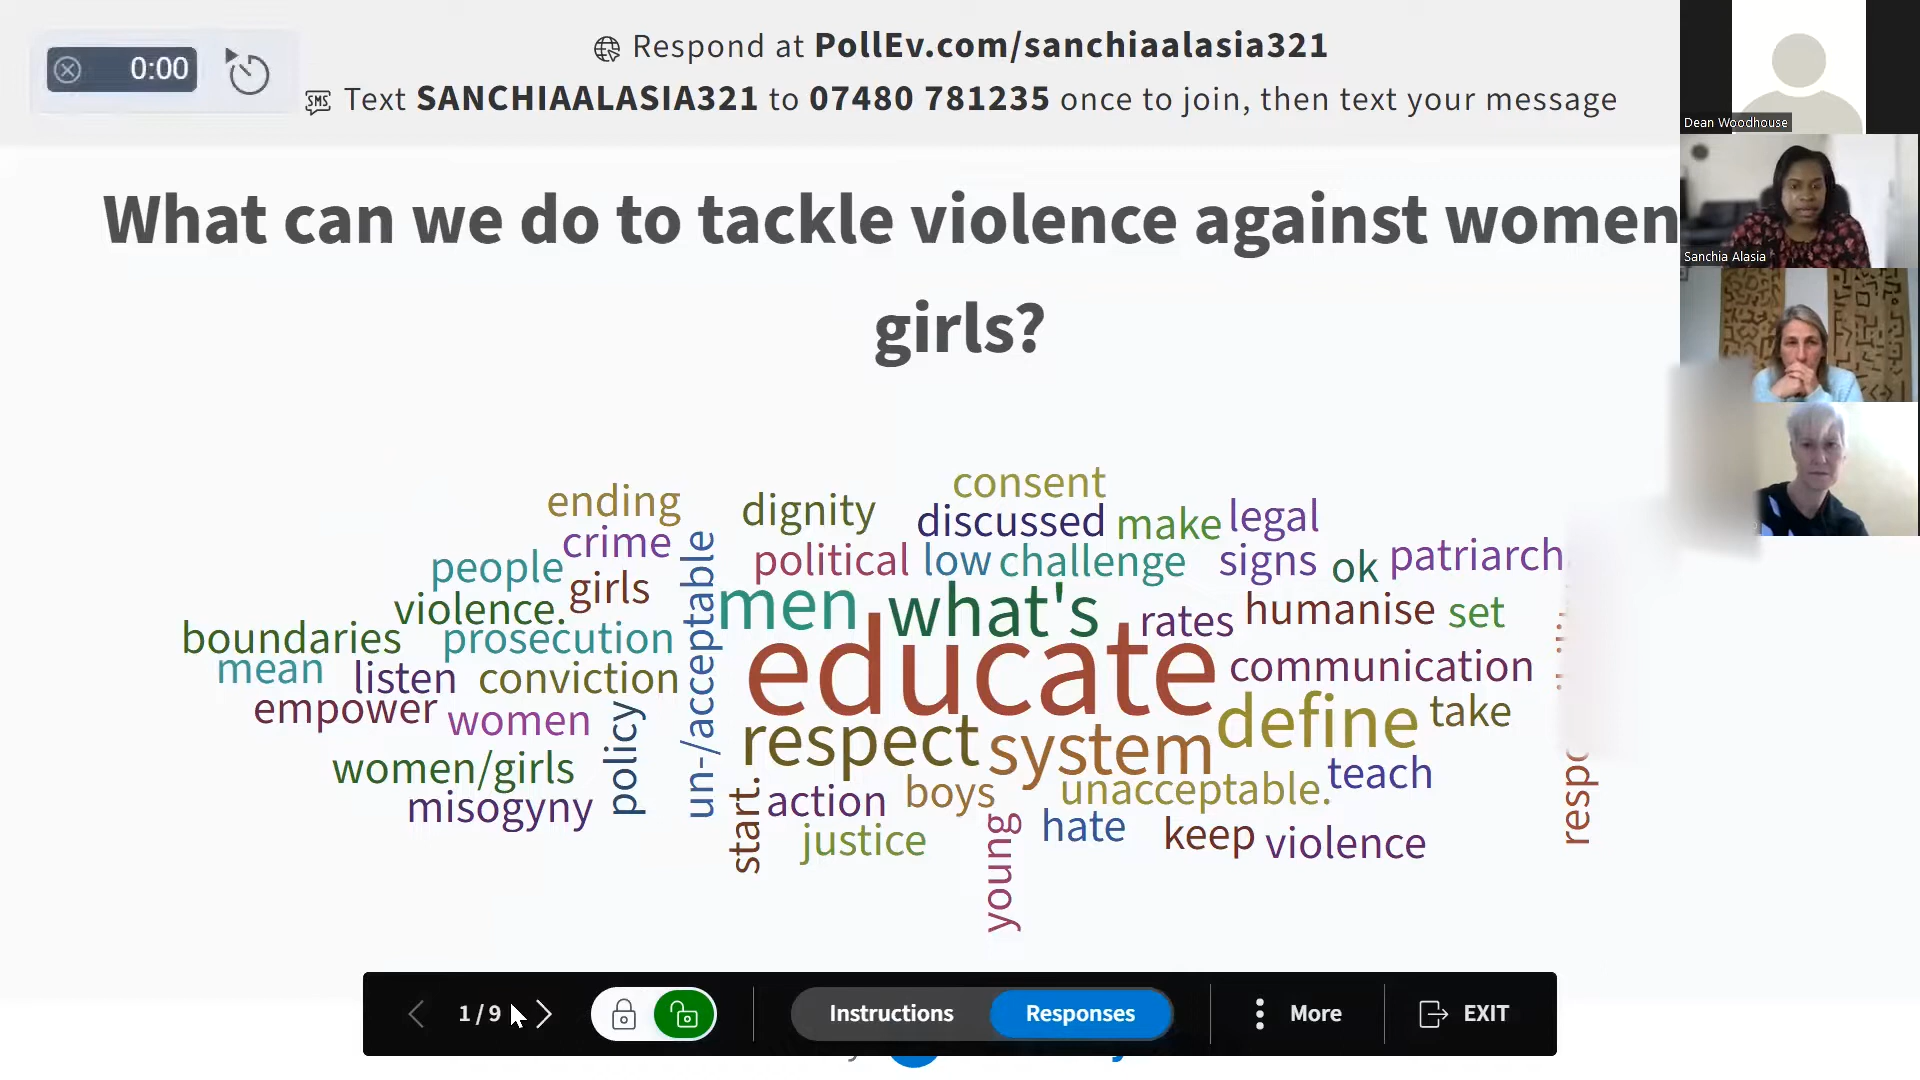 0:00
Respond at PollEv.com/sanchiaalasia321
Text SANCHIAALASIA321 to 07480 781235 once to join, then text your message
What can we do to tackle violence against women
girls?
Dean Woodhouse
Sanchia Alasia
consent
ending dignity discussed make legal
crime political low challenge signs ok patriarch
people girls un-/acceptable
violence. men what's rates humanise set
boundaries prosecution
mean listen conviction educate communication
empower women policy respect system define take
women/girls teach
misogyny start. action boys unacceptable.
justice young hate keep violence
1 / 9 Instructions Responses More EXIT